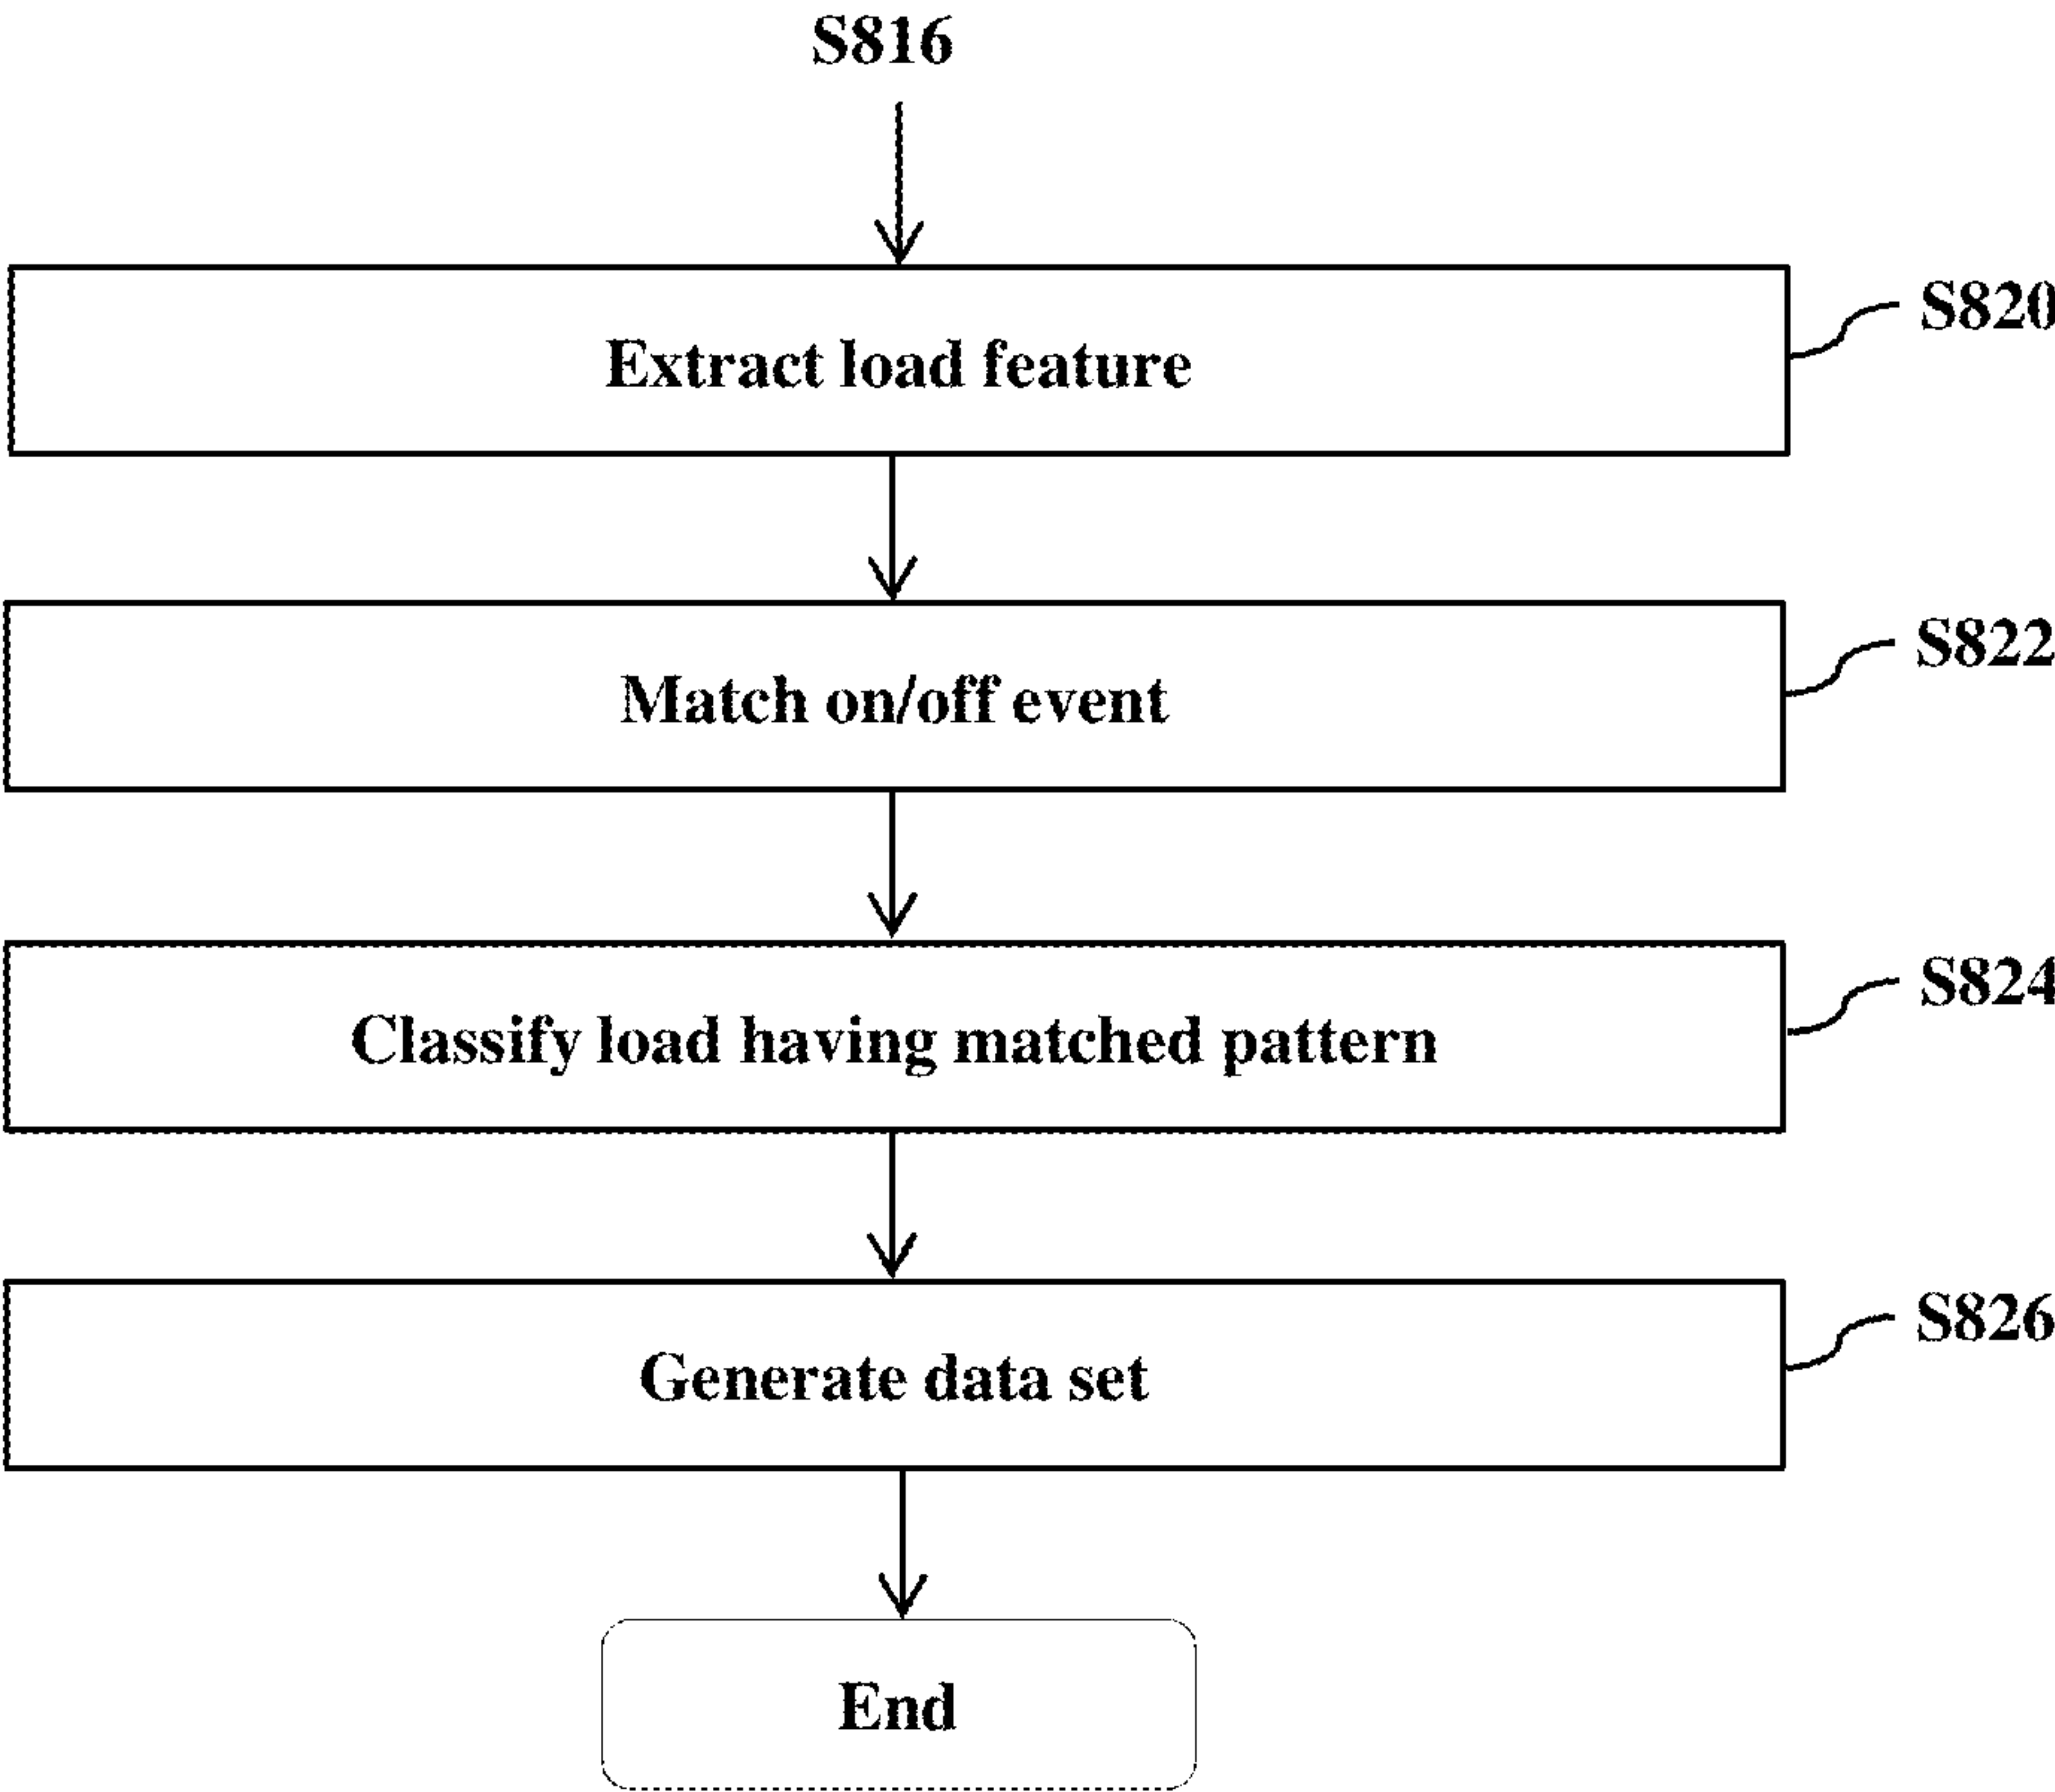 S816
Extract load feature
S820
Match on/off event
S822
Classify load having matched pattern
S824
Generate data set
S826
End